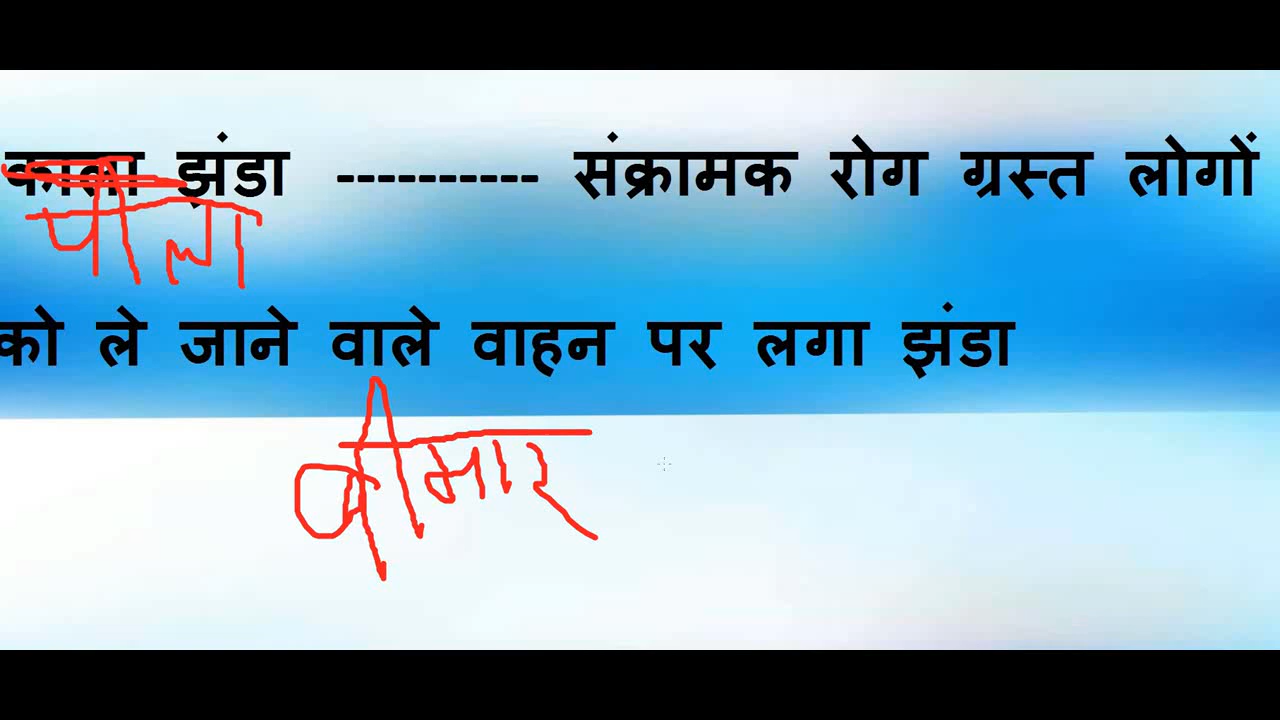 काला झंडा ---------- संक्रामक रोग ग्रस्त लोगों
पीला
को ले जाने वाले वाहन पर लगा झंडा
बीमार